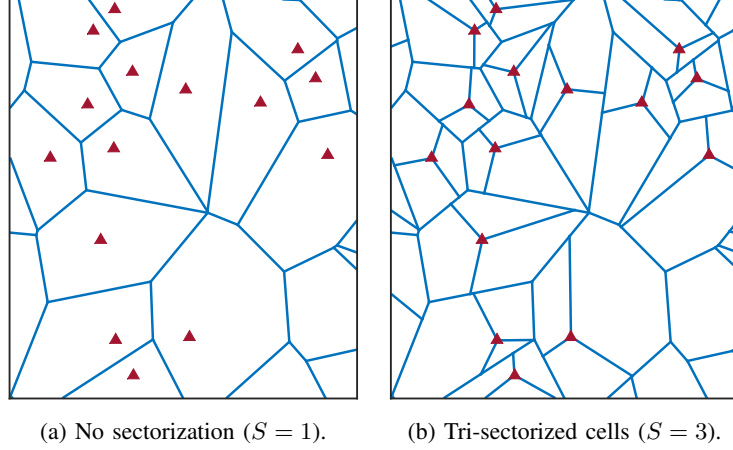 (a) No sectorization (S = 1).
(b) Tri-sectorized cells (S = 3).